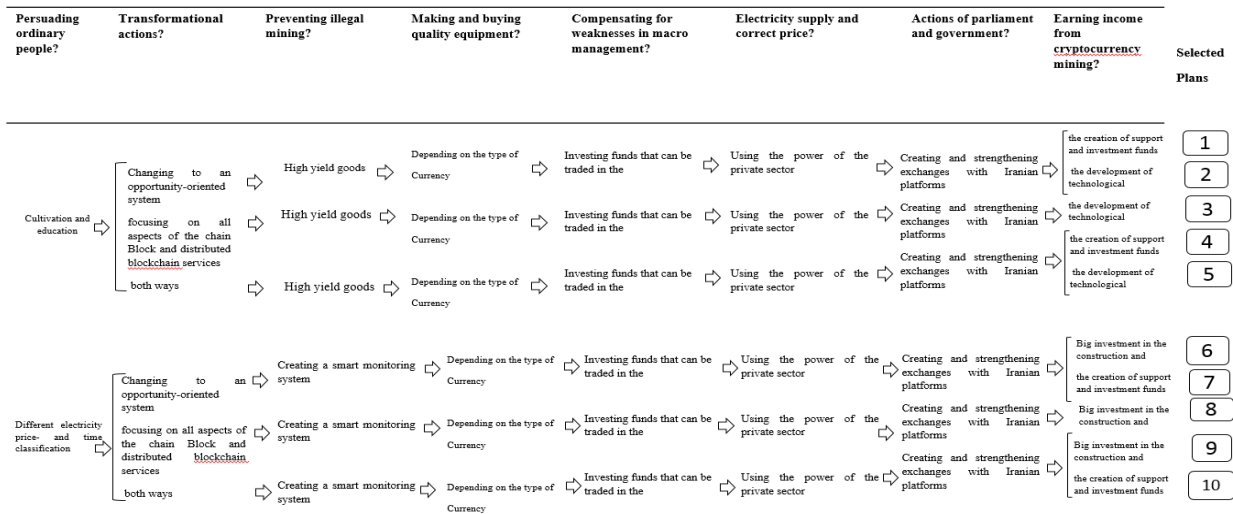 Persuading
ordinary
people?
Transformational
actions?
Preventing illegal
mining?
Making and buying
quality equipment?
Compensating for
weaknesses in macro
management?
Electricity supply and
correct price?
Actions of parliament
and government?
Earning income
from
cryptocurrency
mining?
Selected
Plans
Cultivation and
education
Changing to an
opportunity-oriented
system
High yield goods
Depending on the type of
Currency
Investing funds that can be
traded in the
Using the power of the
private sector
Creating and strengthening
exchanges with Iranian
platforms
the creation of support
and investment funds
1
the development of
technological
2
focusing on all
aspects of the chain
Block and distributed
blockchain services
High yield goods
Depending on the type of
Currency
Investing funds that can be
traded in the
Using the power of the
private sector
Creating and strengthening
exchanges with Iranian
platforms
the development of
technological
3
both ways
High yield goods
Depending on the type of
Currency
Investing funds that can be
traded in the
Using the power of the
private sector
Creating and strengthening
exchanges with Iranian
platforms
the creation of support
and investment funds
4
the development of
technological
5
Different electricity
price- and time
classification
Changing to an
opportunity-oriented
system
Creating a smart monitoring
system
Depending on the type of
Currency
Investing funds that can be
traded in the
Using the power of the
private sector
Creating and strengthening
exchanges with Iranian
platforms
Big investment in the
construction and
6
the creation of support
and investment funds
7
focusing on all aspects of
the chain Block and
distributed blockchain
services
Creating a smart monitoring
system
Depending on the type of
Currency
Investing funds that can be
traded in the
Using the power of the
private sector
Creating and strengthening
exchanges with Iranian
platforms
Big investment in the
construction and
8
both ways
Creating a smart monitoring
system
Depending on the type of
Currency
Investing funds that can be
traded in the
Using the power of the
private sector
Creating and strengthening
exchanges with Iranian
platforms
Big investment in the
construction and
9
the creation of support
and investment funds
10